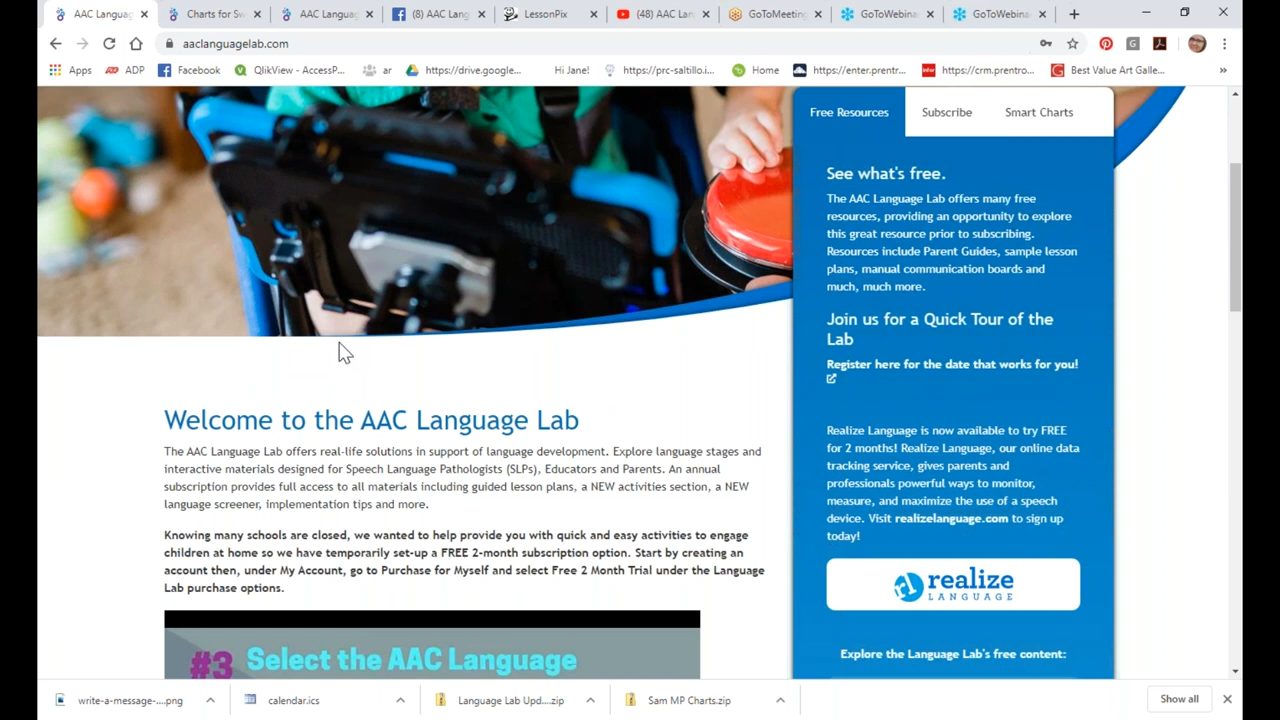 AAC Languag
Charts for Sw
AAC Languag
(8) AAC Lang
LessonPix
(48) AAC Lan
GoToMeeting
GoToWebina
GoToWebina
aaclanguagelab.com
Apps
ADP
Facebook
QlikView - AccessP...
ar
https://drive.google...
Hi Jane!
https://prc-saltillo.i...
Home
https://enter.prentr...
https://crm.prentro...
Best Value Art Galle...
Free Resources
Subscribe
Smart Charts
See what's free.
The AAC Language Lab offers many free
resources, providing an opportunity to explore
this great resource prior to subscribing.
Resources include Parent Guides, sample lesson
plans, manual communication boards and
much, much more.
Join us for a Quick Tour of the
Lab
Register here for the date that works for you!
Realize Language is now available to try FREE
for 2 months! Realize Language, our online data
tracking service, gives parents and
professionals powerful ways to monitor,
measure, and maximize the use of a speech
device. Visit realizelanguage.com to sign up
today!
realize
LANGUAGE
Explore the Language Lab's free content:
Welcome to the AAC Language Lab
The AAC Language Lab offers real-life solutions in support of language development. Explore language stages and
interactive materials designed for Speech Language Pathologists (SLPs), Educators and Parents. An annual
subscription provides full access to all materials including guided lesson plans, a NEW activities section, a NEW
language screener, implementation tips and more.
Knowing many schools are closed, we wanted to help provide you with quick and easy activities to engage
children at home so we have temporarily set-up a FREE 2-month subscription option. Start by creating an
account then, under My Account, go to Purchase for Myself and select Free 2 Month Trial under the Language
Lab purchase options.
#3 Select the AAC Language
write-a-message-....png
calendar.ics
Language Lab Upd....zip
Sam MP Charts.zip
Show all